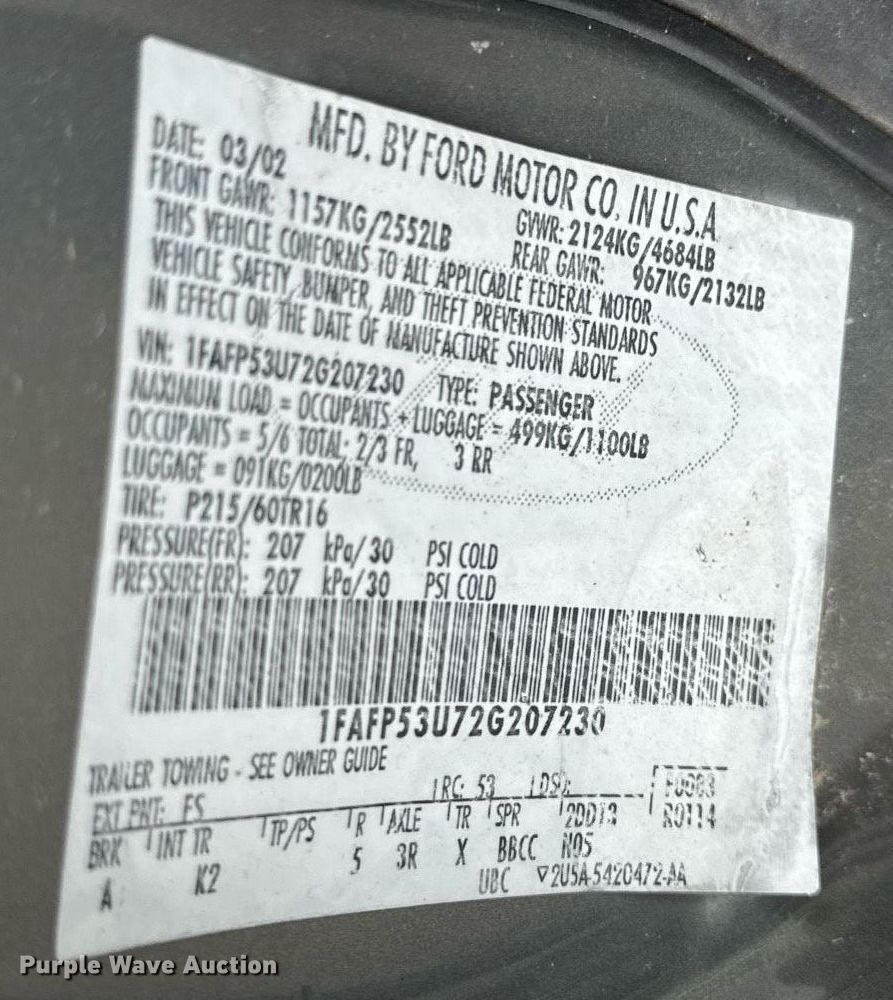 MFD. BY FORD MOTOR CO. IN U.S.A
DATE: 03/02 GVWR: 2124KG/4684LB
FRONT GAWR: 1157KG/2552LB REAR GAWR: 967KG/2132LB
THIS VEHICLE CONFORMS TO ALL APPLICABLE FEDERAL MOTOR
VEHICLE SAFETY, BUMPER, AND THEFT PREVENTION STANDARDS
IN EFFECT ON THE DATE OF MANUFACTURE SHOWN ABOVE.
VIN: 1FAFP53U72G207230 TYPE: PASSENGER
MAXIMUM LOAD = OCCUPANTS + LUGGAGE = 499KG/1100LB
OCCUPANTS = 5/6 TOTAL; 2/3 FR, 3 RR
LUGGAGE = 091KG/0200LB
TIRE: P215/60TR16
PRESSURE(FR): 207 kPa/30 PSI COLD
PRESSURE(RR): 207 kPa/30 PSI COLD
1FAFP53U72G207230
TRAILER TOWING - SEE OWNER GUIDE
EXT PNT: FS RC: 53 DSO: F0083
BRK INT TR TP/PS R AXLE TR SPR 2DD13 R0114
A K2 5 3R X BBCC N05
UBC 2U5A-5420472-AA
Purple Wave Auction